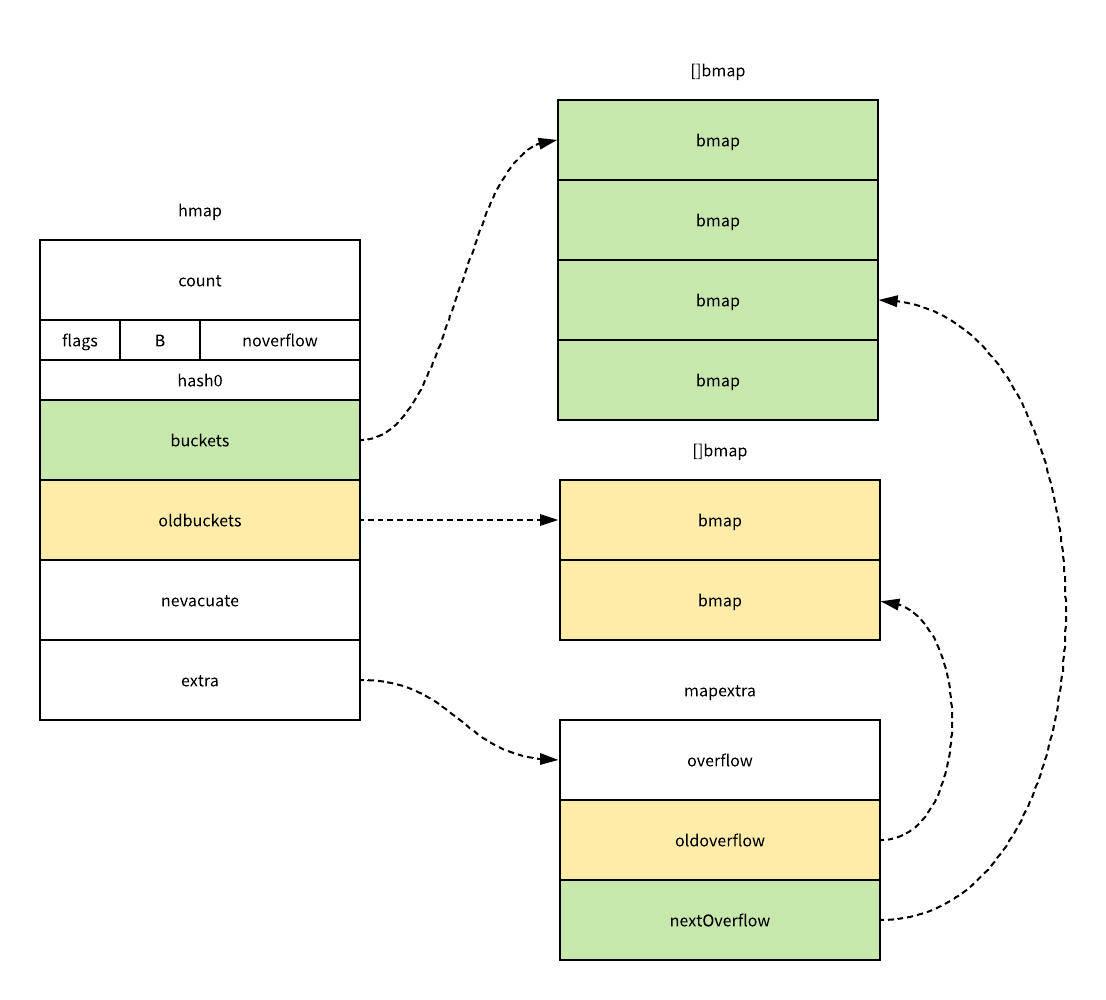 hmap
count
flags B noverflow
hash0
buckets
oldbuckets
nevacuate
extra
[]bmap
bmap
bmap
bmap
bmap
[]bmap
bmap
bmap
mapextra
overflow
oldoverflow
nextOverflow